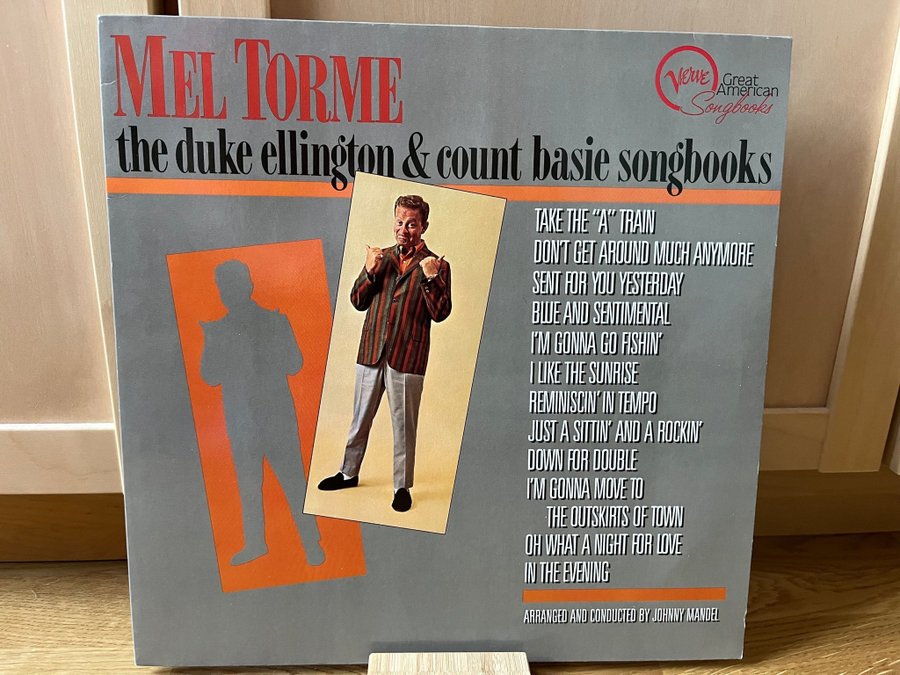 MEL TORME
Verve
Great
American
Songbooks
the duke ellington & count basie songbooks
TAKE THE "A" TRAIN
DON'T GET AROUND MUCH ANYMORE
SENT FOR YOU YESTERDAY
BLUE AND SENTIMENTAL
I'M GONNA GO FISHIN'
I LIKE THE SUNRISE
REMINISCIN' IN TEMPO
JUST A SITTIN' AND A ROCKIN'
DOWN FOR DOUBLE
I'M GONNA MOVE TO
THE OUTSKIRTS OF TOWN
OH WHAT A NIGHT FOR LOVE
IN THE EVENING
ARRANGED AND CONDUCTED BY JOHNNY MANDEL